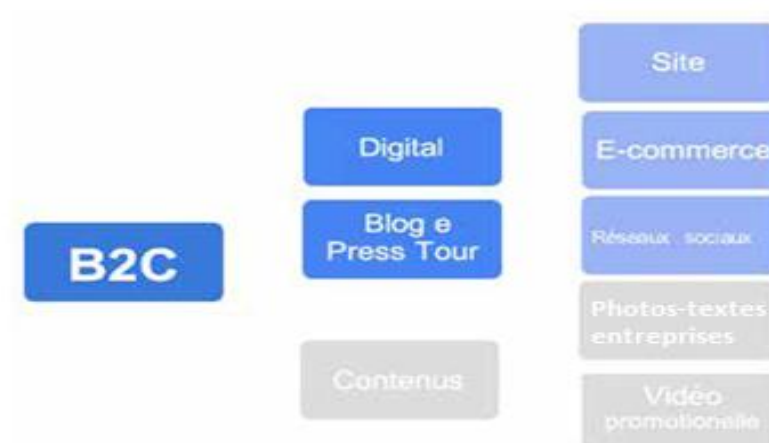 B2C
Digital
Blog e
Press Tour
Contenus
Site
E-commerce
Réseaux sociaux
Photos-textes
entreprises
Vidéo
promotionelle